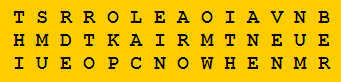 T S R R O L E A O I A V N B
H M D T K A I R M T N E U E
I U E O P C N O W H E N M R